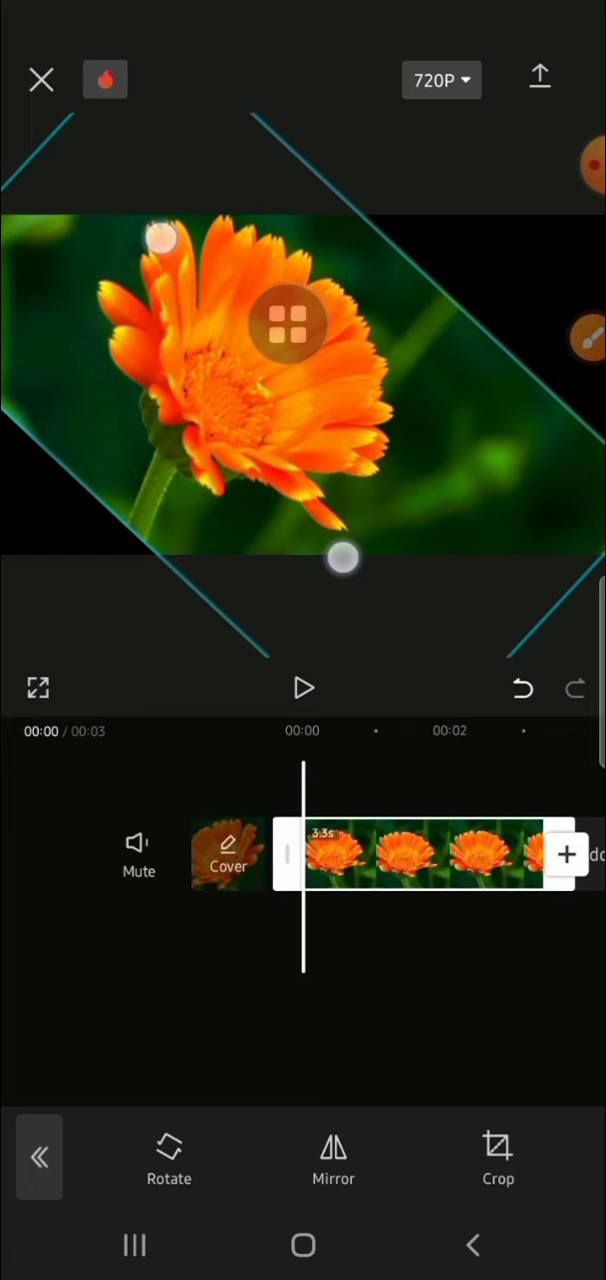 720P
00:00 / 00:03
00:00
00:02
3.3s
Mute
Cover
Rotate
Mirror
Crop